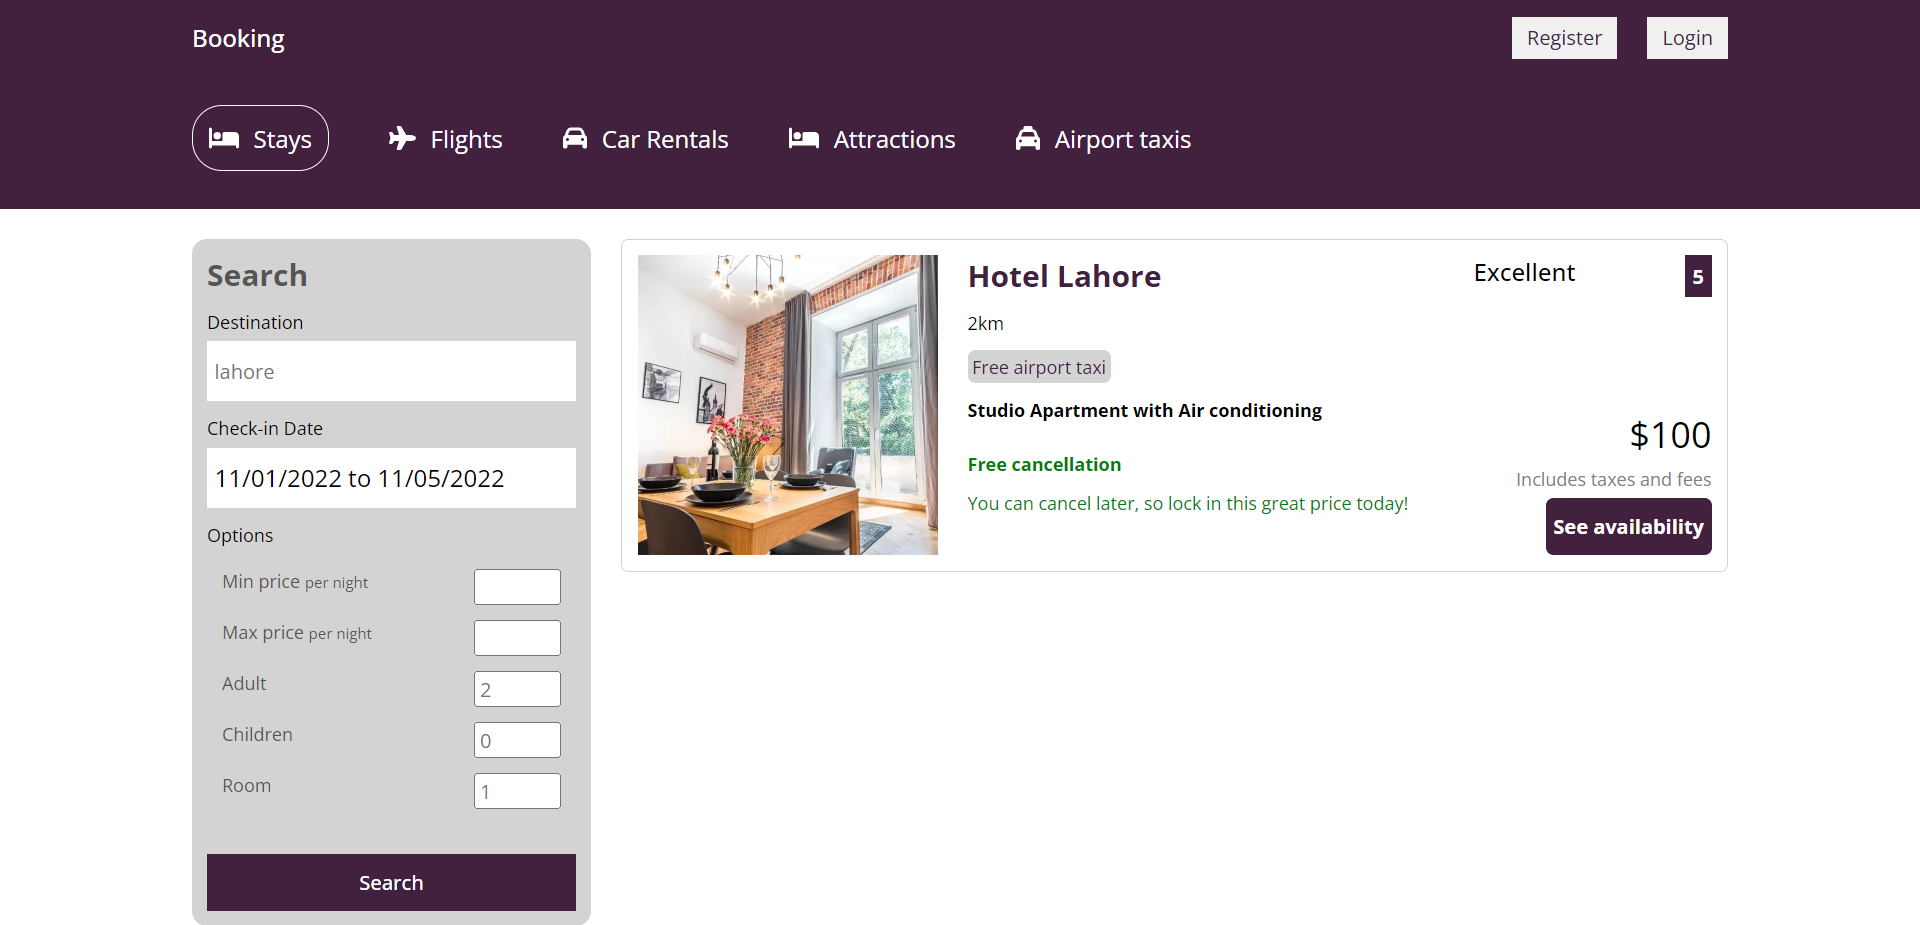 Booking
Register
Login
Stays
Flights
Car Rentals
Attractions
Airport taxis
Search
Destination
lahore
Check-in Date
11/01/2022 to 11/05/2022
Options
Min price per night
Max price per night
Adult
2
Children
0
Room
1
Search
Hotel Lahore
2km
Free airport taxi
Studio Apartment with Air conditioning
Free cancellation
You can cancel later, so lock in this great price today!
Excellent
5
$100
Includes taxes and fees
See availability